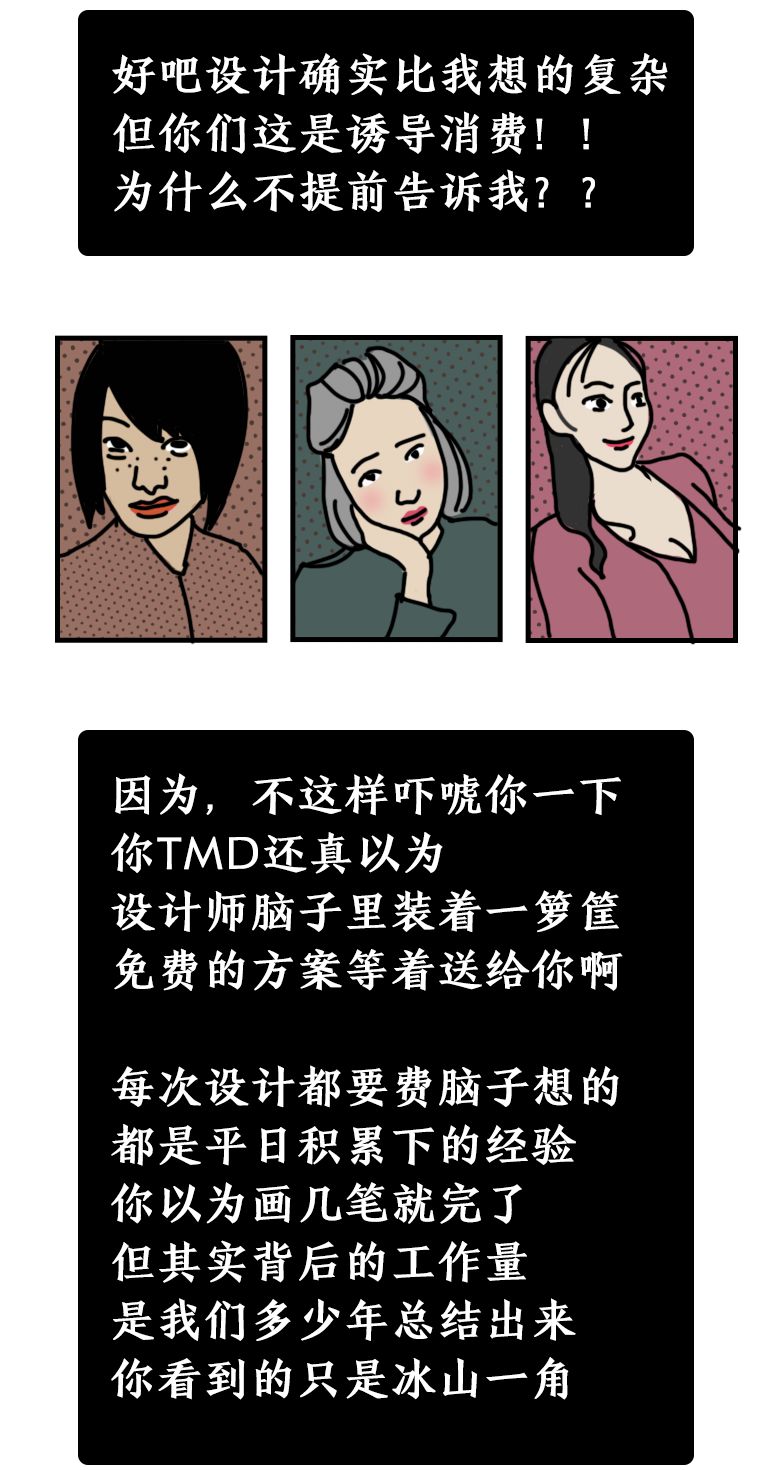 好吧设计确实比我想的复杂
但你们这是诱导消费！！
为什么不提前告诉我？？
因为，不这样吓唬你一下
你TMD还真以为
设计师脑子里装着一箩筐
免费的方案等着送给你啊
每次设计都要费脑子想的
都是平日积累下的经验
你以为画几笔就完了
但其实背后的工作量
是我们多少年总结出来
你看到的只是冰山一角